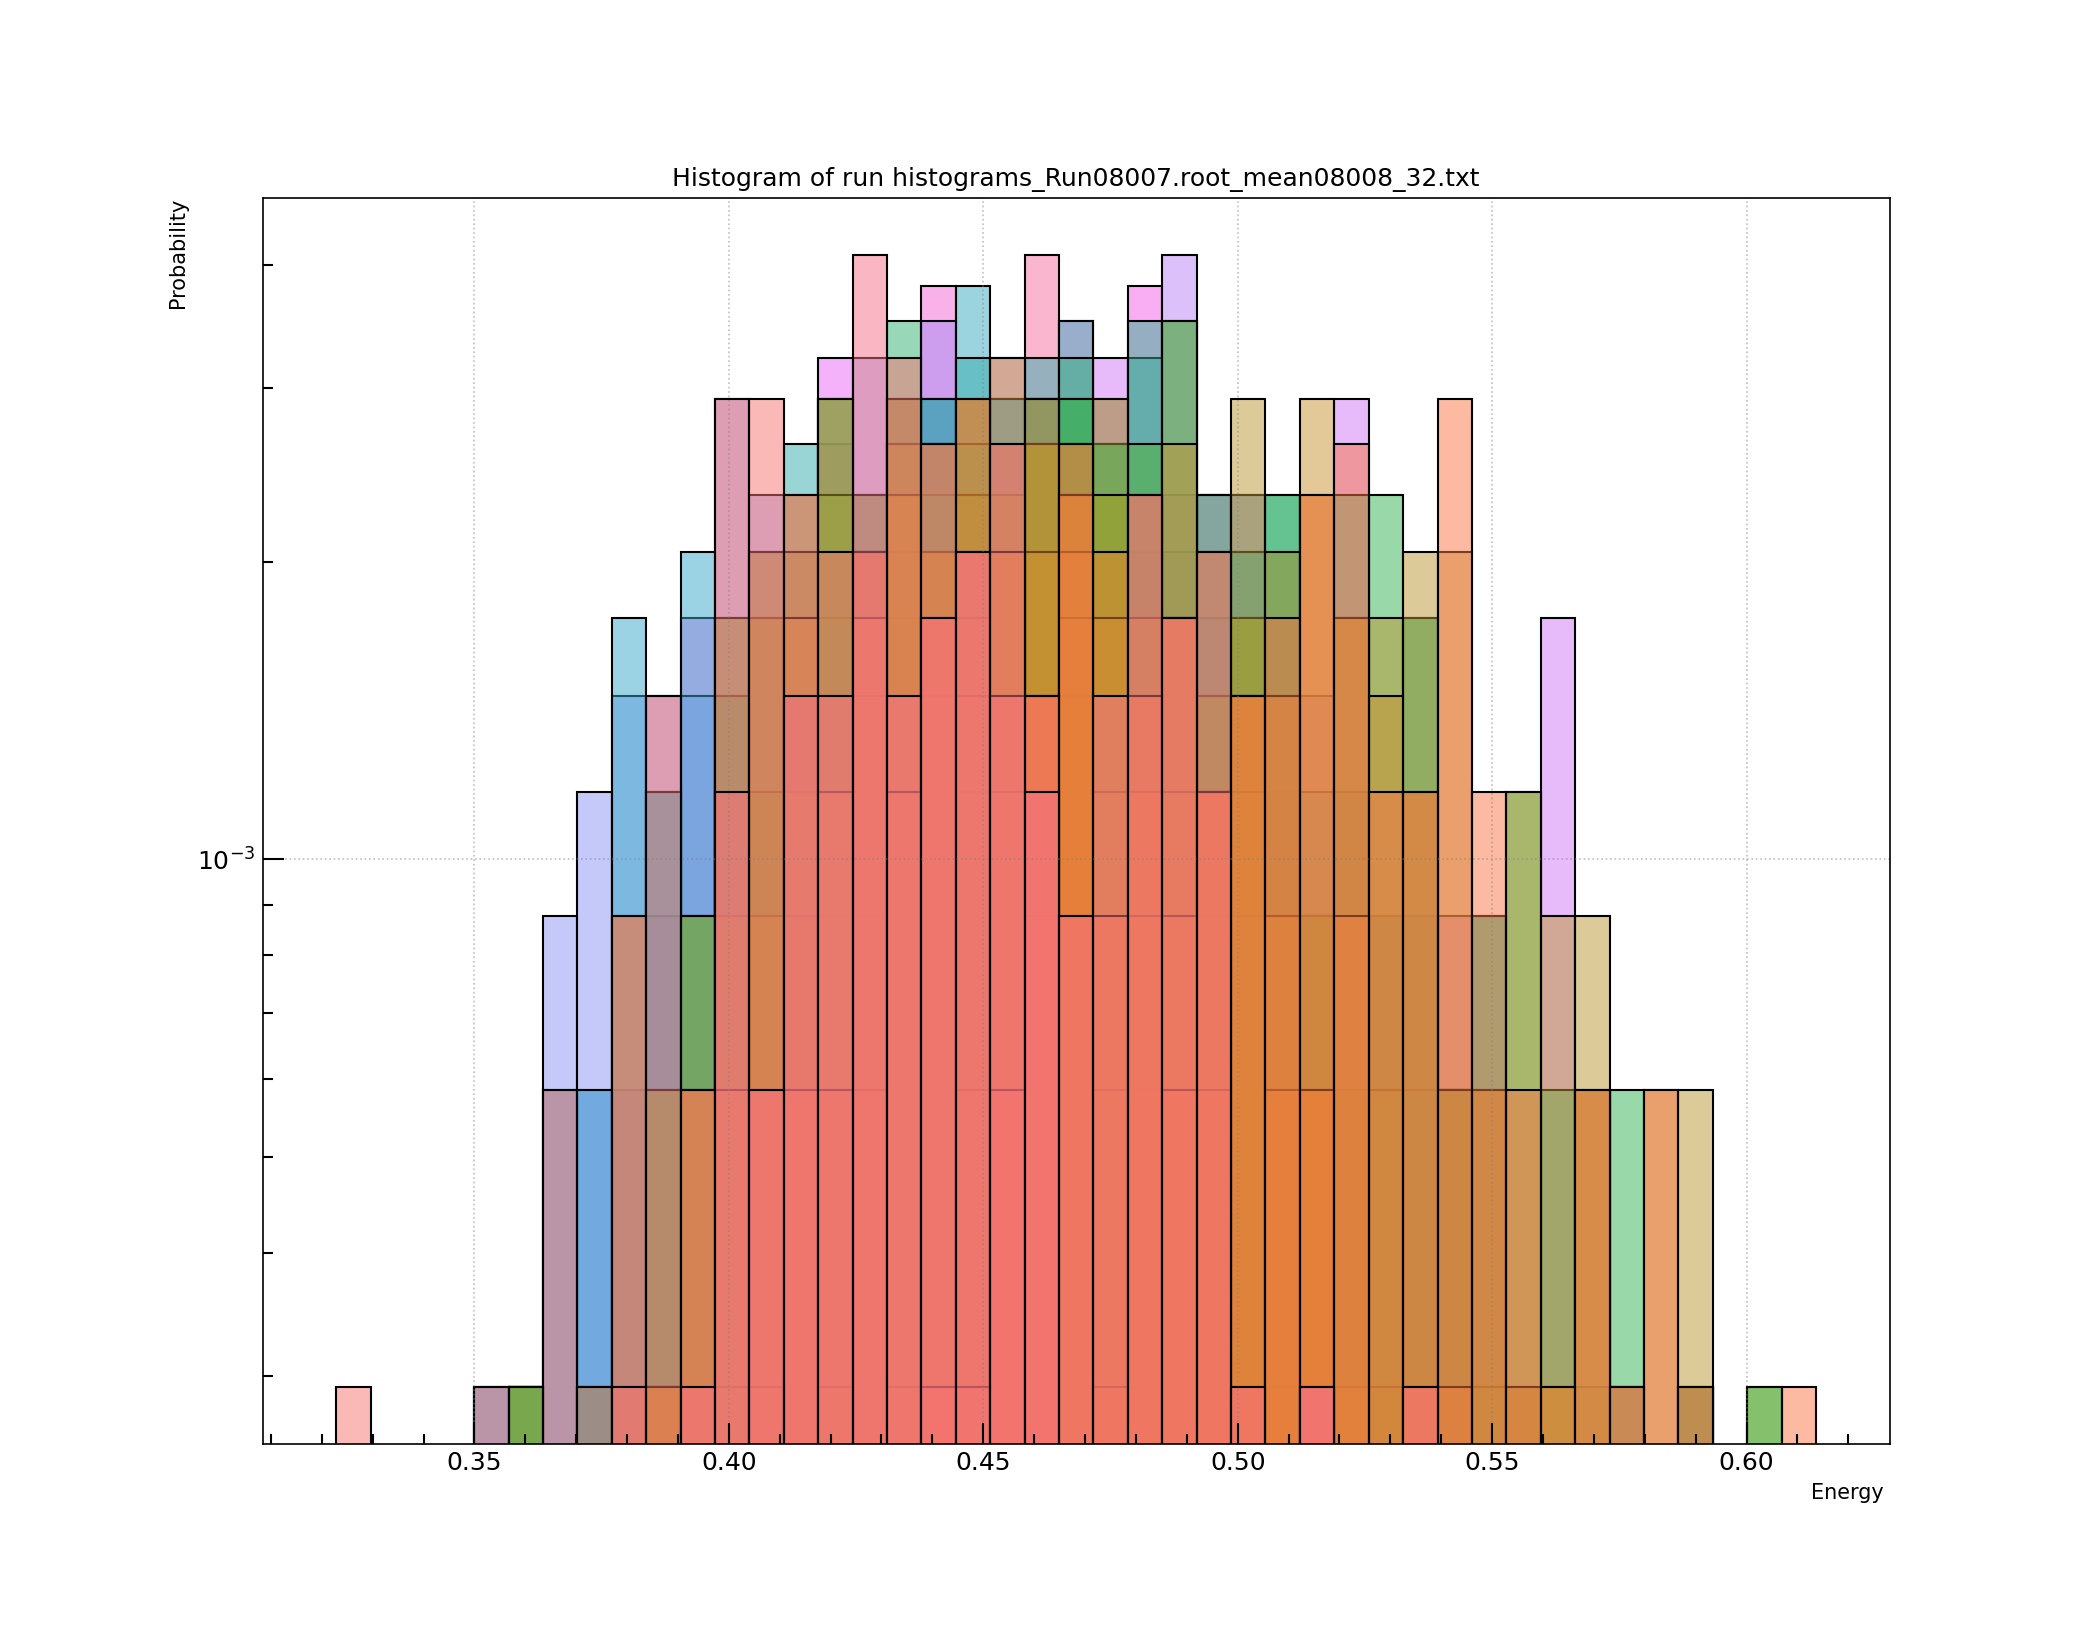 Histogram of run histograms_Run08007.root_mean08008_32.txt
Probability
10⁻³
0.35 0.40 0.45 0.50 0.55 0.60
Energy